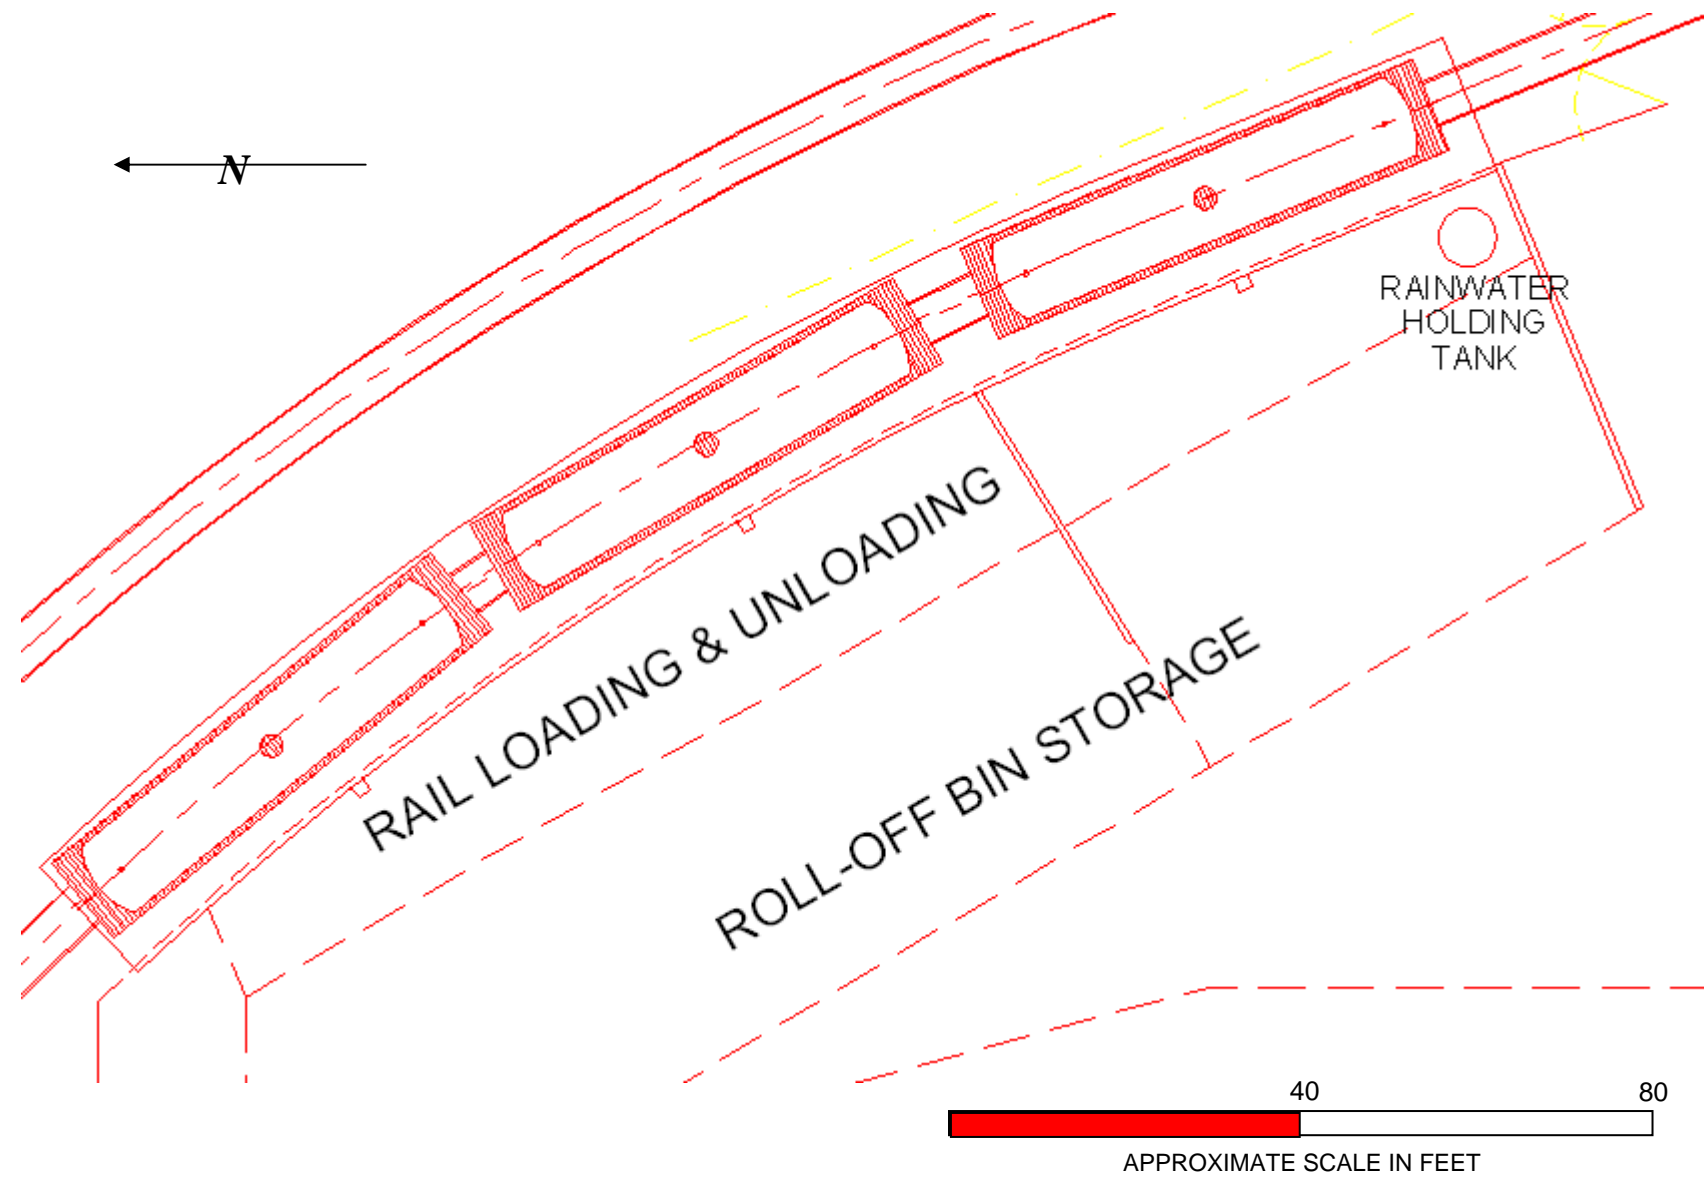 N
RAINWATER
HOLDING
TANK
RAIL LOADING & UNLOADING
ROLL-OFF BIN STORAGE
40 80
APPROXIMATE SCALE IN FEET